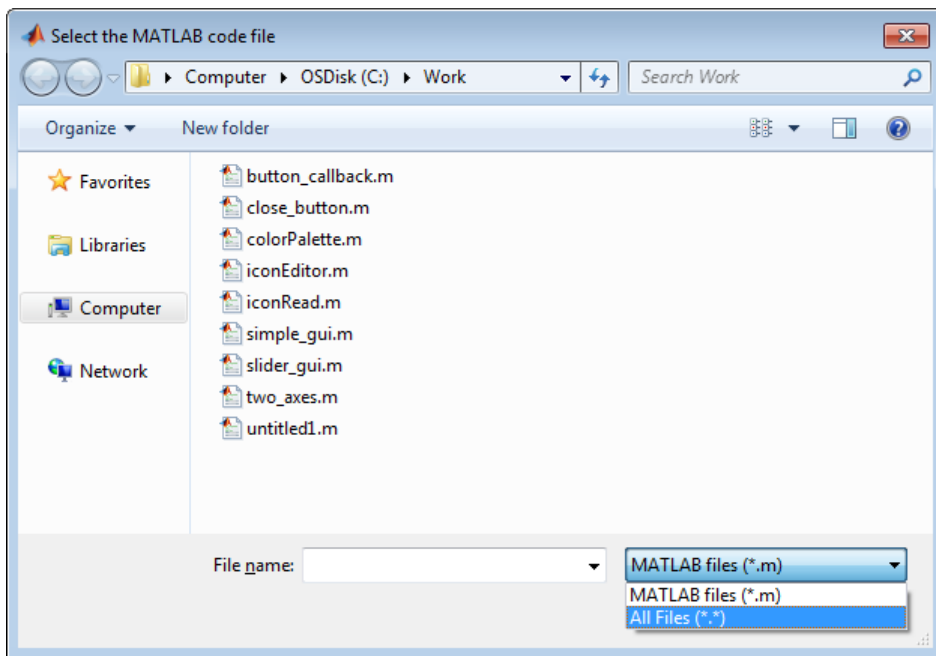 Select the MATLAB code file
Computer OSDisk (C:) Work
Search Work
Organize
New folder
Favorites
Libraries
Computer
Network
button_callback.m
close_button.m
colorPalette.m
iconEditor.m
iconRead.m
simple_gui.m
slider_gui.m
two_axes.m
untitled1.m
File name:
MATLAB files (*.m)
MATLAB files (*.m)
All Files (*.*)